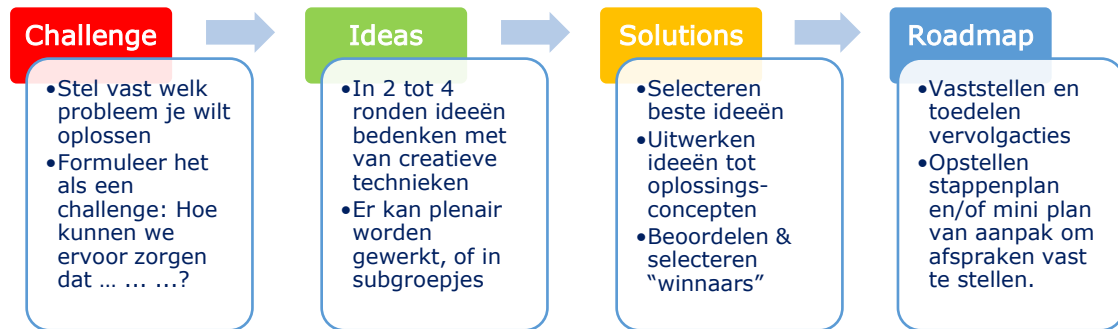 Challenge
•Stel vast welk
probleem je wilt
oplossen
•Formuleer het
als een
challenge: Hoe
kunnen we
ervoor zorgen
dat … … …?
Ideas
•In 2 tot 4
ronden ideeën
bedenken met
van creatieve
technieken
•Er kan plenair
worden
gewerkt, of in
subgroepjes
Solutions
•Selecteren
beste ideeën
•Uitwerken
ideeën tot
oplossings-
concepten
•Beoordelen &
selecteren
“winnaars”
Roadmap
•Vaststellen en
toedelen
vervolgacties
•Opstellen
stappenplan
en/of mini plan
van aanpak om
afspraken vast
te stellen.